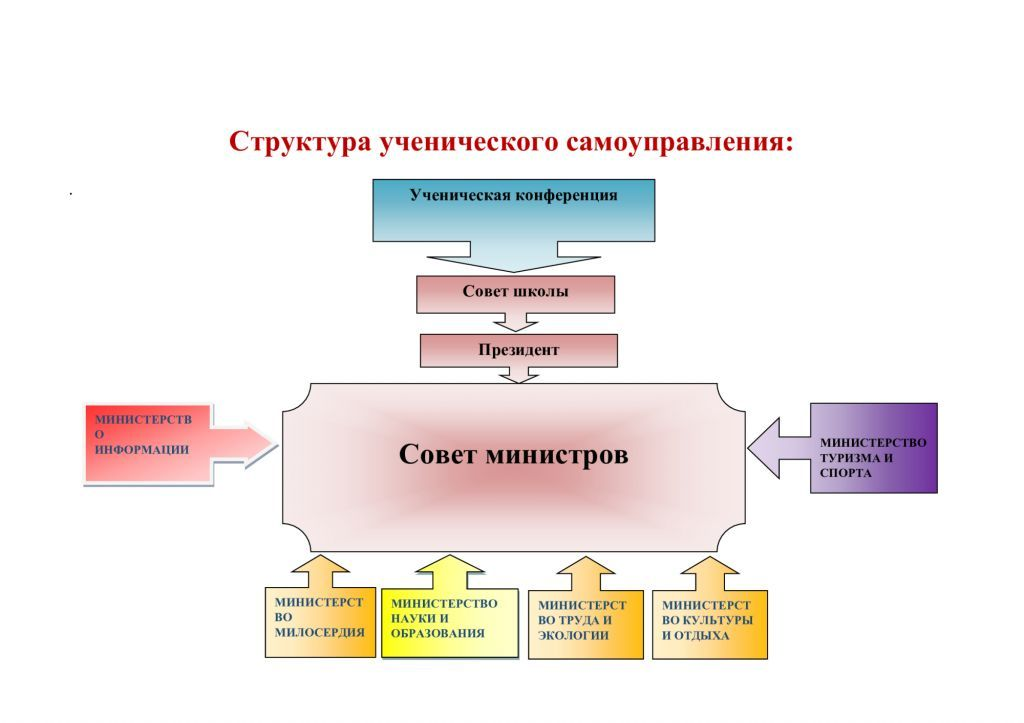 Структура ученического самоуправления:
.
Ученическая конференция
Совет школы
Президент
МИНИСТЕРСТВ
О
ИНФОРМАЦИИ
Совет министров
МИНИСТЕРСТВО
ТУРИЗМА И
СПОРТА
МИНИСТЕРСТ
ВО
МИЛОСЕРДИЯ
МИНИСТЕРСТВО
НАУКИ И
ОБРАЗОВАНИЯ
МИНИСТЕРСТ
ВО ТРУДА И
ЭКОЛОГИИ
МИНИСТЕРСТ
ВО КУЛЬТУРЫ
И ОТДЫХА